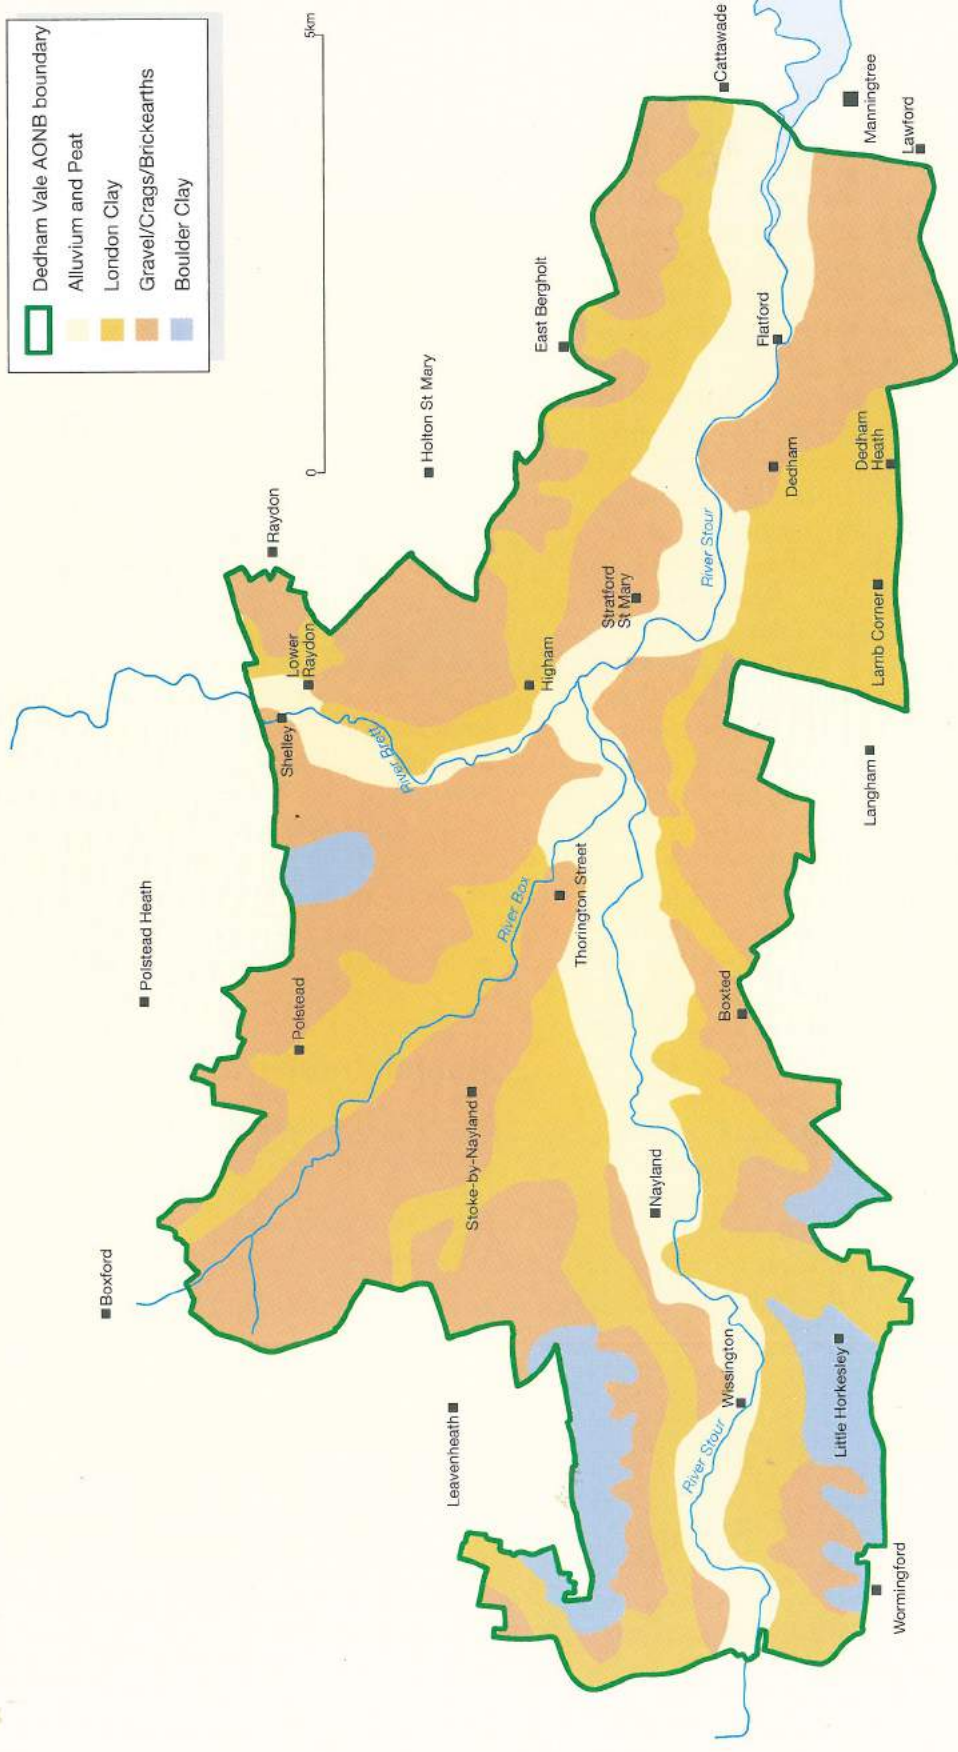 Dedham Vale AONB boundary
Alluvium and Peat
London Clay
Gravel/Crags/Brickearths
Boulder Clay
0
5km
Boxford
Polstead Heath
Raydon
Holton St Mary
Leavenheath
Polstead
Shelley
Lower
Raydon
River Brett
East Bergholt
Cattawade
Stoke-by-Nayland
River Box
Higham
Thorington Street
Stratford
St Mary
River Stour
Flatford
Manningtree
Lawford
Nayland
Wissington
River Stour
Boxted
Dedham
Dedham
Heath
Lamb Corner
Langham
Little Horkesley
Wormingford